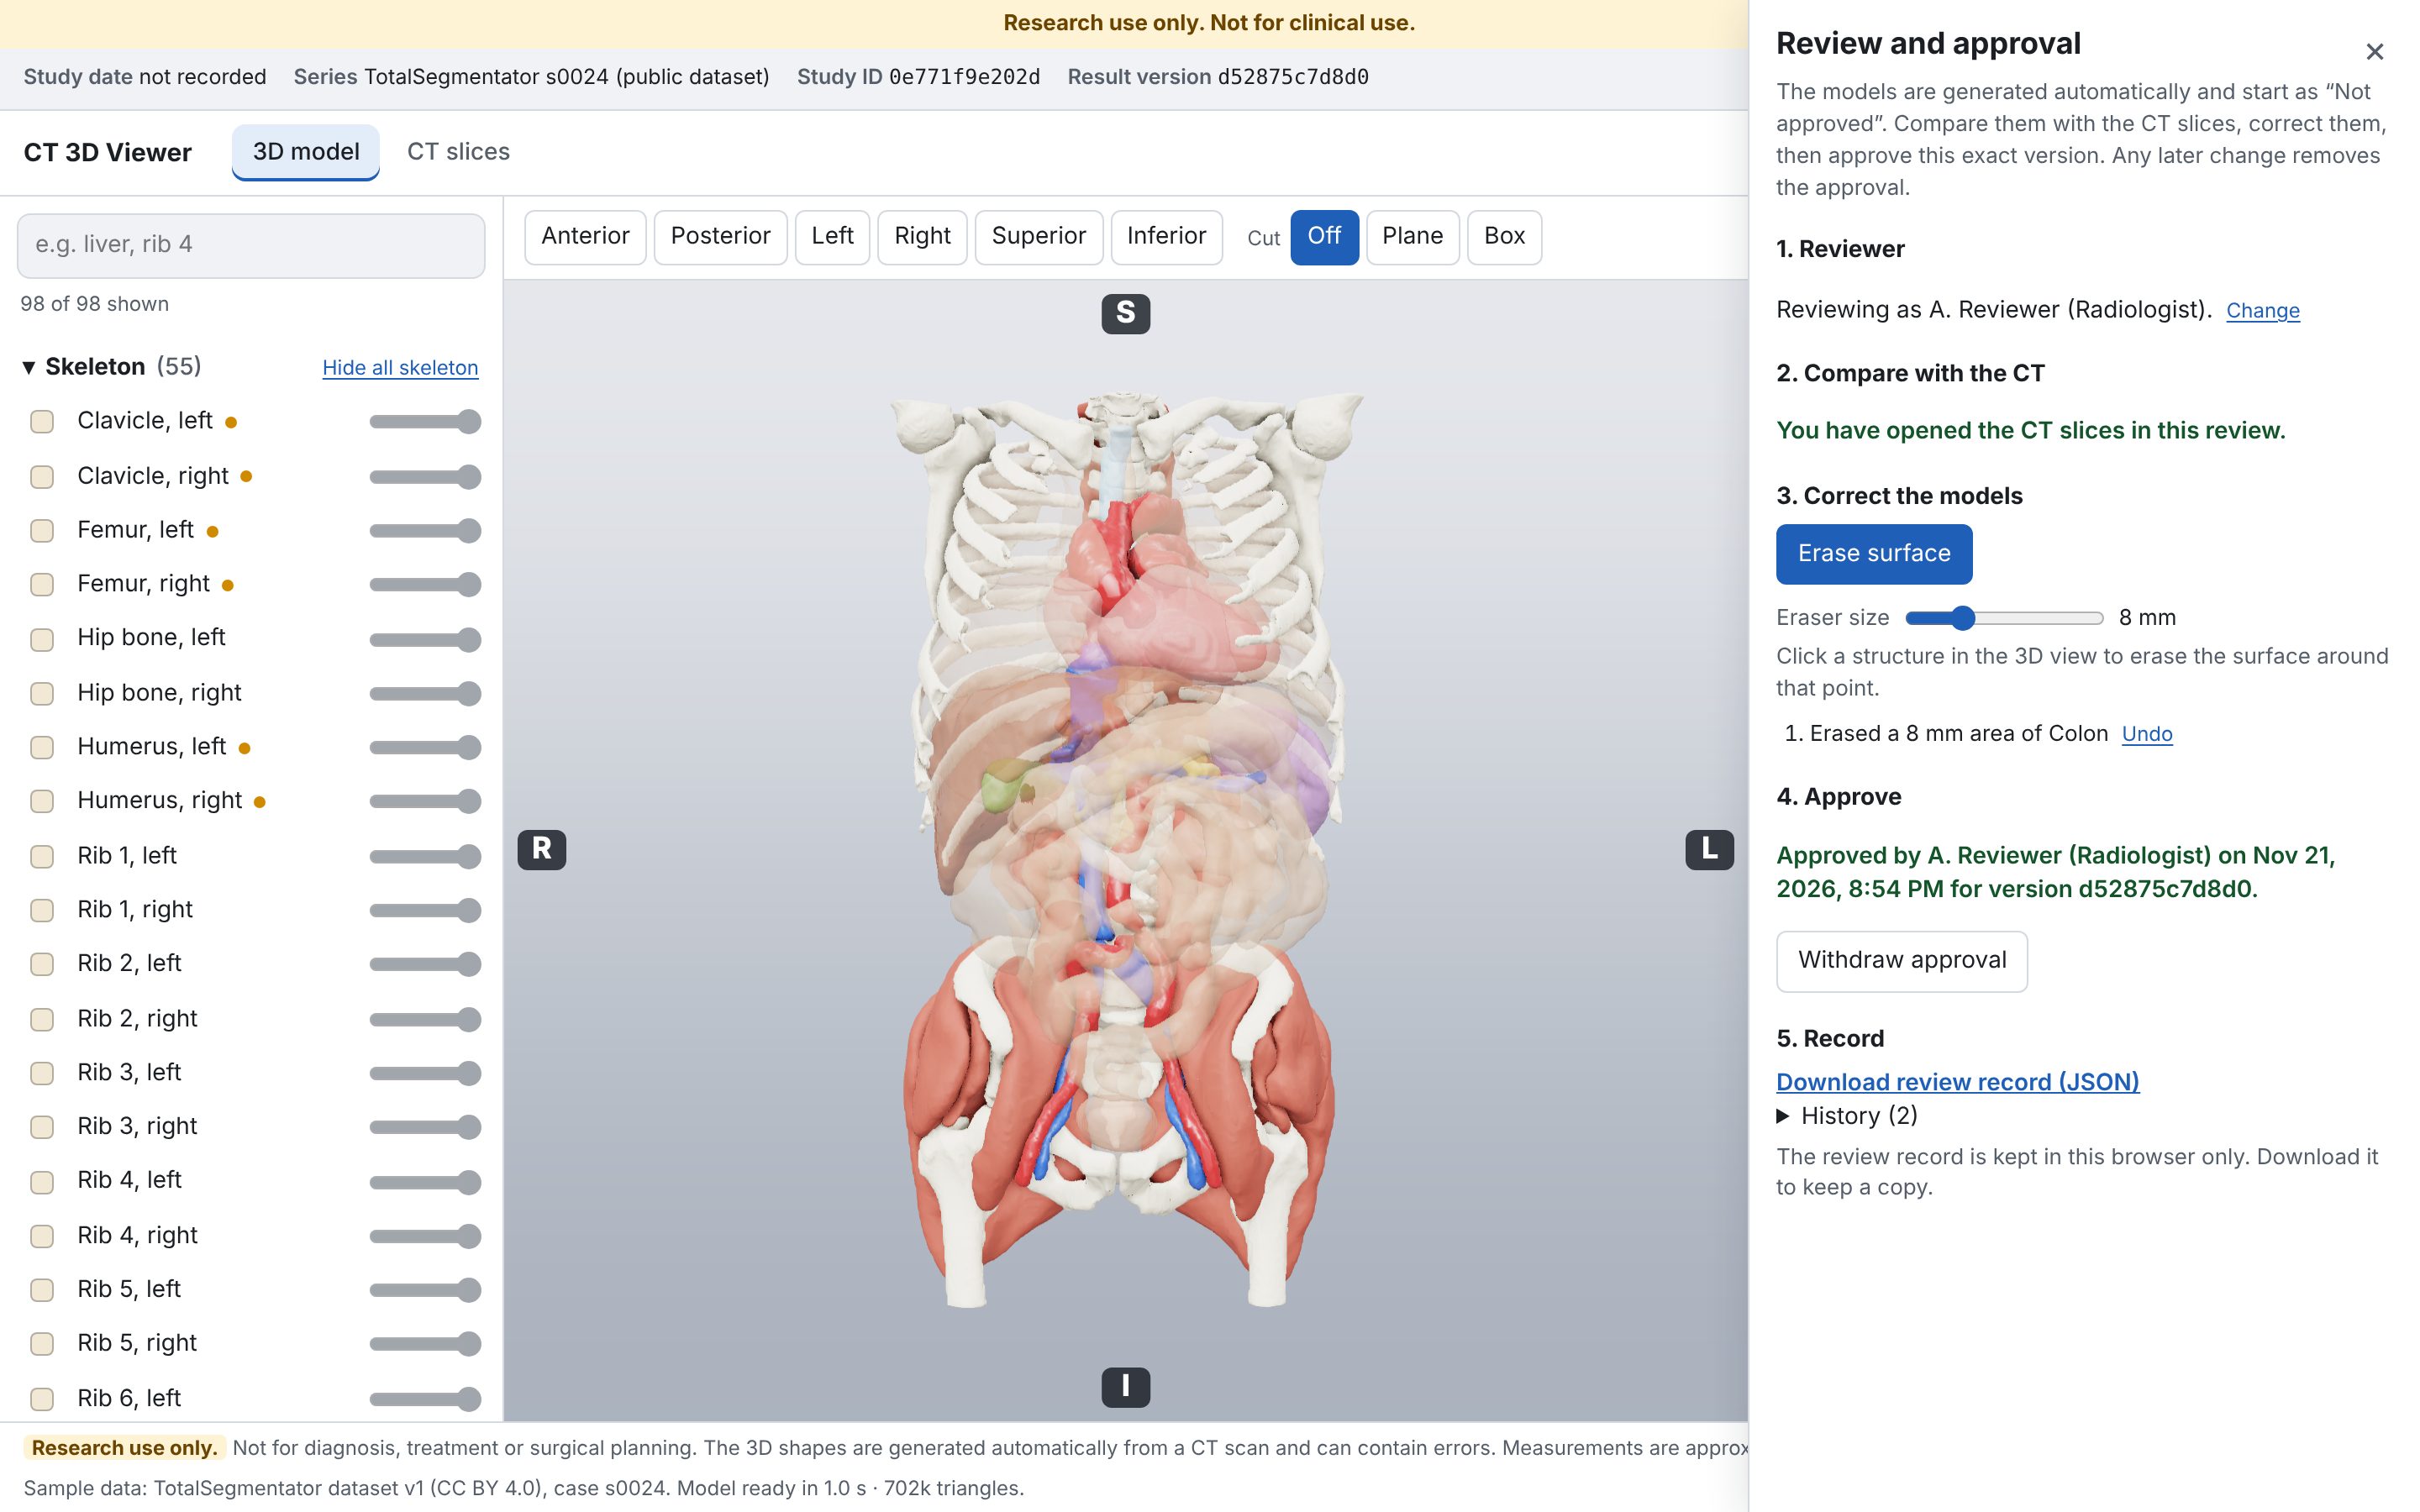 Research use only. Not for clinical use.
Study date not recorded Series TotalSegmentator s0024 (public dataset) Study ID 0e771f9e202d Result version d52875c7d8d0
CT 3D Viewer 3D model CT slices
e.g. liver, rib 4
98 of 98 shown
▼ Skeleton (55) Hide all skeleton
Clavicle, left
Clavicle, right
Femur, left
Femur, right
Hip bone, left
Hip bone, right
Humerus, left
Humerus, right
Rib 1, left
Rib 1, right
Rib 2, left
Rib 2, right
Rib 3, left
Rib 3, right
Rib 4, left
Rib 4, right
Rib 5, left
Rib 5, right
Rib 6, left
Anterior Posterior Left Right Superior Inferior Cut Off Plane Box
S
R
L
I
Review and approval
The models are generated automatically and start as “Not
approved”. Compare them with the CT slices, correct them,
then approve this exact version. Any later change removes
the approval.
1. Reviewer
Reviewing as A. Reviewer (Radiologist). Change
2. Compare with the CT
You have opened the CT slices in this review.
3. Correct the models
Erase surface
Eraser size 8 mm
Click a structure in the 3D view to erase the surface around
that point.
1. Erased a 8 mm area of Colon Undo
4. Approve
Approved by A. Reviewer (Radiologist) on Nov 21,
2026, 8:54 PM for version d52875c7d8d0.
Withdraw approval
5. Record
Download review record (JSON)
▶ History (2)
The review record is kept in this browser only. Download it
to keep a copy.
Research use only. Not for diagnosis, treatment or surgical planning. The 3D shapes are generated automatically from a CT scan and can contain errors. Measurements are approx
Sample data: TotalSegmentator dataset v1 (CC BY 4.0), case s0024. Model ready in 1.0 s · 702k triangles.